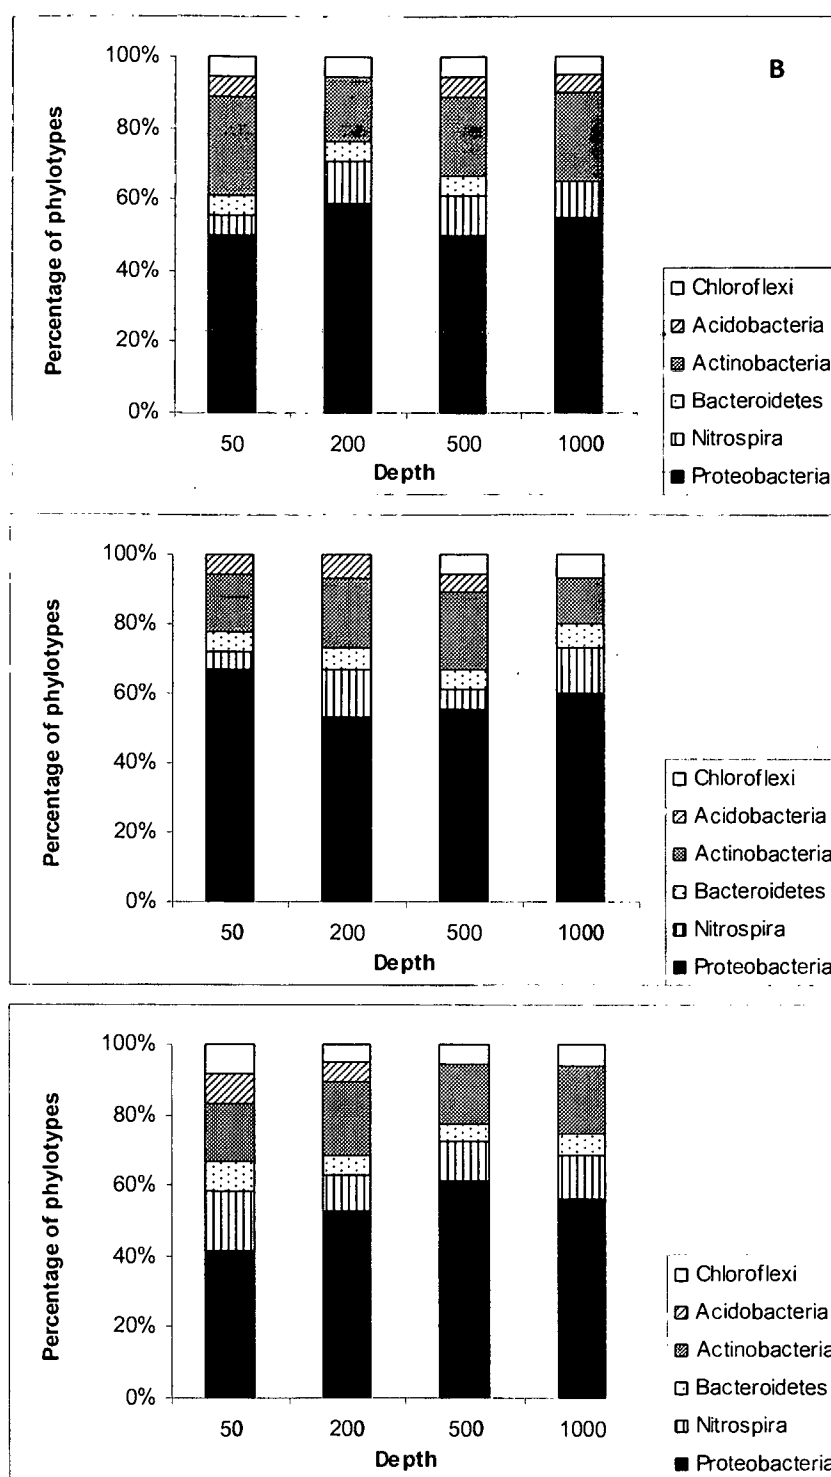 B
100%
80%
60%
40%
20%
0%
Percentage of phylotypes
50 200 500 1000
Depth
Chloroflexi
Acidobacteria
Actinobacteria
Bacteroidetes
Nitrospira
Proteobacteria
100%
80%
60%
40%
20%
0%
Percentage of phylotypes
50 200 500 1000
Depth
Chloroflexi
Acidobacteria
Actinobacteria
Bacteroidetes
Nitrospira
Proteobacteria
100%
80%
60%
40%
20%
0%
Percentage of phylotypes
50 200 500 1000
Depth
Chloroflexi
Acidobacteria
Actinobacteria
Bacteroidetes
Nitrospira
Proteobacteria